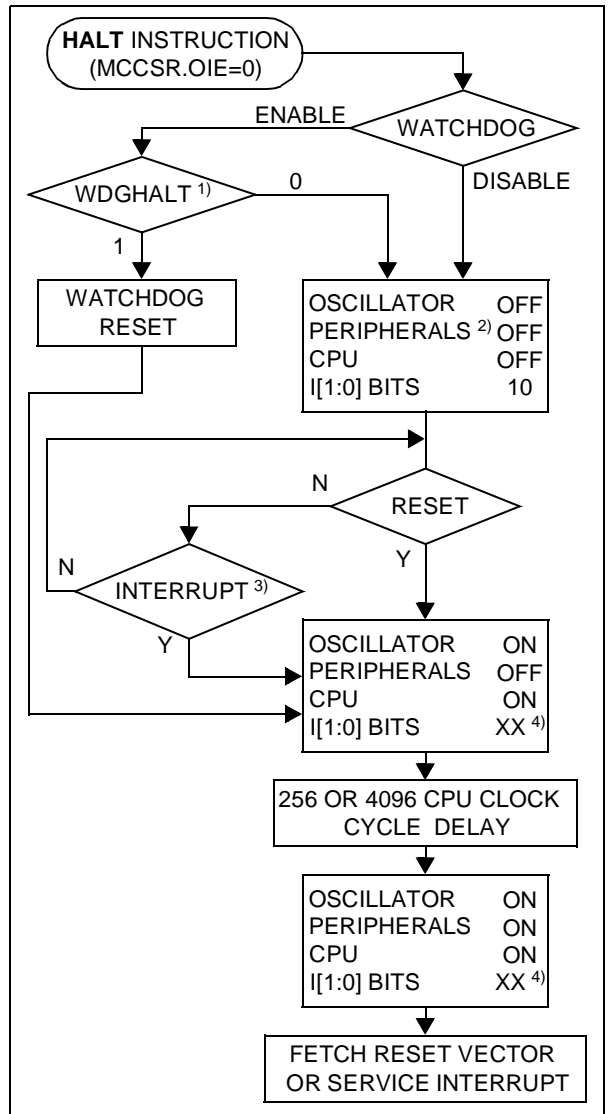 HALT INSTRUCTION
(MCCSR.OIE=0)
ENABLE
WATCHDOG
WDGHALT 1)
0
DISABLE
1
WATCHDOG
RESET
OSCILLATOR OFF
PERIPHERALS 2) OFF
CPU OFF
I[1:0] BITS 10
N
RESET
Y
N
INTERRUPT 3)
Y
OSCILLATOR ON
PERIPHERALS OFF
CPU ON
I[1:0] BITS XX 4)
256 OR 4096 CPU CLOCK
CYCLE DELAY
OSCILLATOR ON
PERIPHERALS ON
CPU ON
I[1:0] BITS XX 4)
FETCH RESET VECTOR
OR SERVICE INTERRUPT